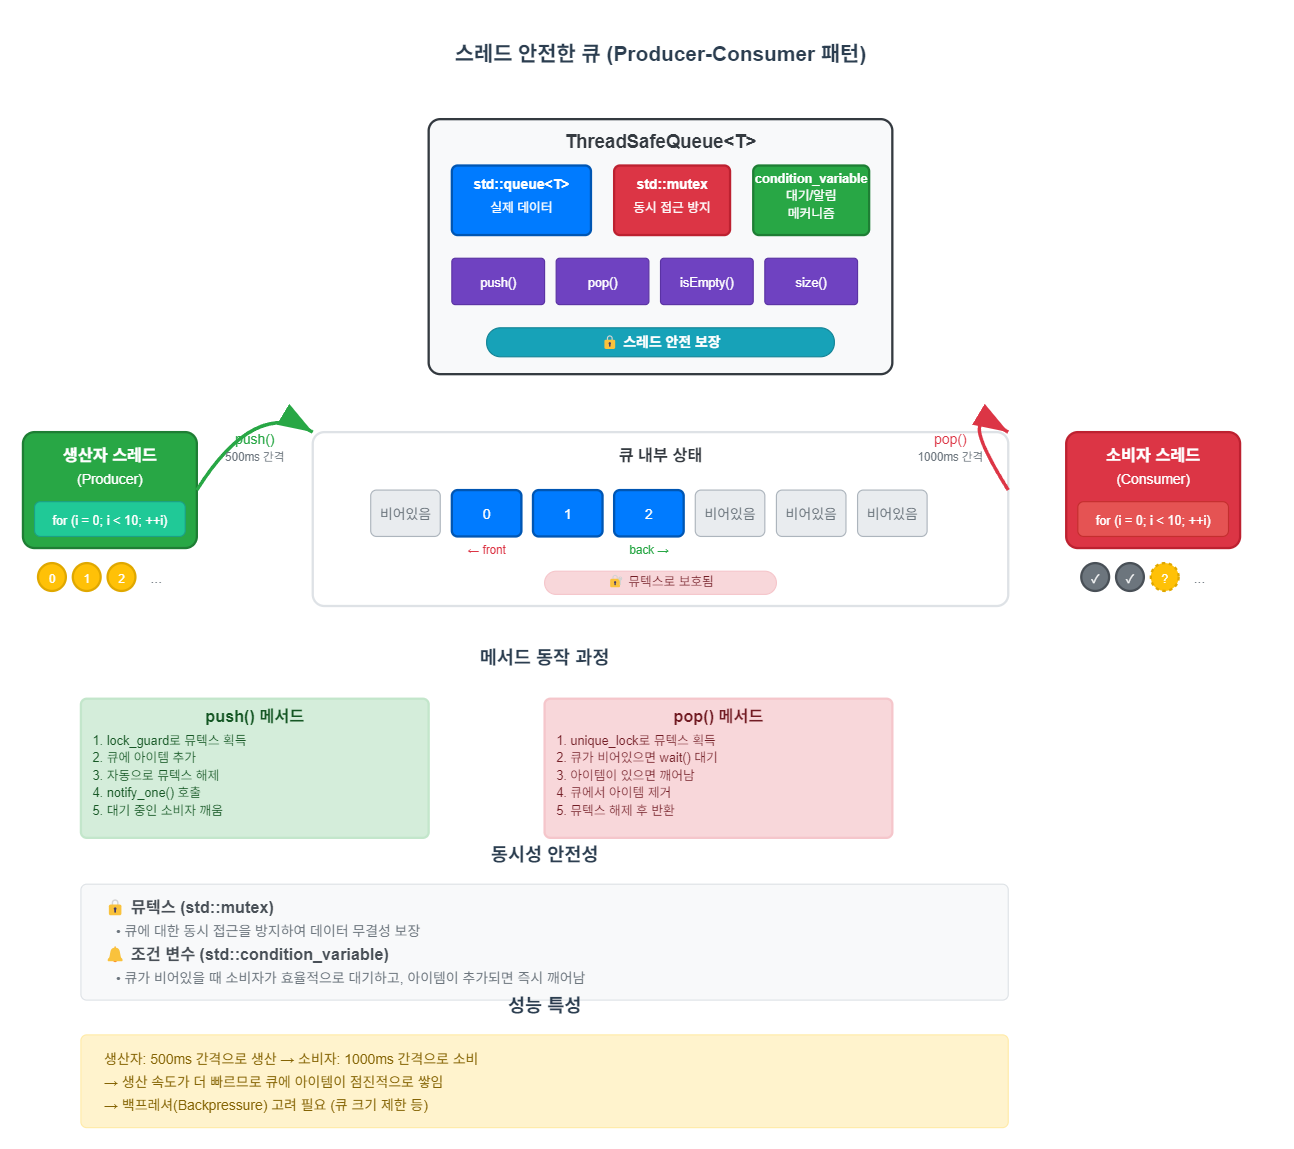 스레드 안전한 큐 (Producer-Consumer 패턴)
ThreadSafeQueue<T>
std::queue<T>
실제 데이터
std::mutex
동시 접근 방지
condition_variable
대기/알림
메커니즘
push()
pop()
isEmpty()
size()
🔒 스레드 안전 보장
생산자 스레드
(Producer)
for (i = 0; i < 10; ++i)
0 1 2 ...
push()
500ms 간격
큐 내부 상태
비어있음 0 1 2 비어있음 비어있음 비어있음
← front
back →
🔐 뮤텍스로 보호됨
pop()
1000ms 간격
소비자 스레드
(Consumer)
for (i = 0; i < 10; ++i)
✓ ✓ ? ...
메서드 동작 과정
push() 메서드
1. lock_guard로 뮤텍스 획득
2. 큐에 아이템 추가
3. 자동으로 뮤텍스 해제
4. notify_one() 호출
5. 대기 중인 소비자 깨움
pop() 메서드
1. unique_lock로 뮤텍스 획득
2. 큐가 비어있으면 wait() 대기
3. 아이템이 있으면 깨어남
4. 큐에서 아이템 제거
5. 뮤텍스 해제 후 반환
동시성 안전성
🔒 뮤텍스 (std::mutex)
• 큐에 대한 동시 접근을 방지하여 데이터 무결성 보장
🔔 조건 변수 (std::condition_variable)
• 큐가 비어있을 때 소비자가 효율적으로 대기하고, 아이템이 추가되면 즉시 깨어남
성능 특성
생산자: 500ms 간격으로 생산 → 소비자: 1000ms 간격으로 소비
→ 생산 속도가 더 빠르므로 큐에 아이템이 점진적으로 쌓임
→ 백프레셔(Backpressure) 고려 필요 (큐 크기 제한 등)